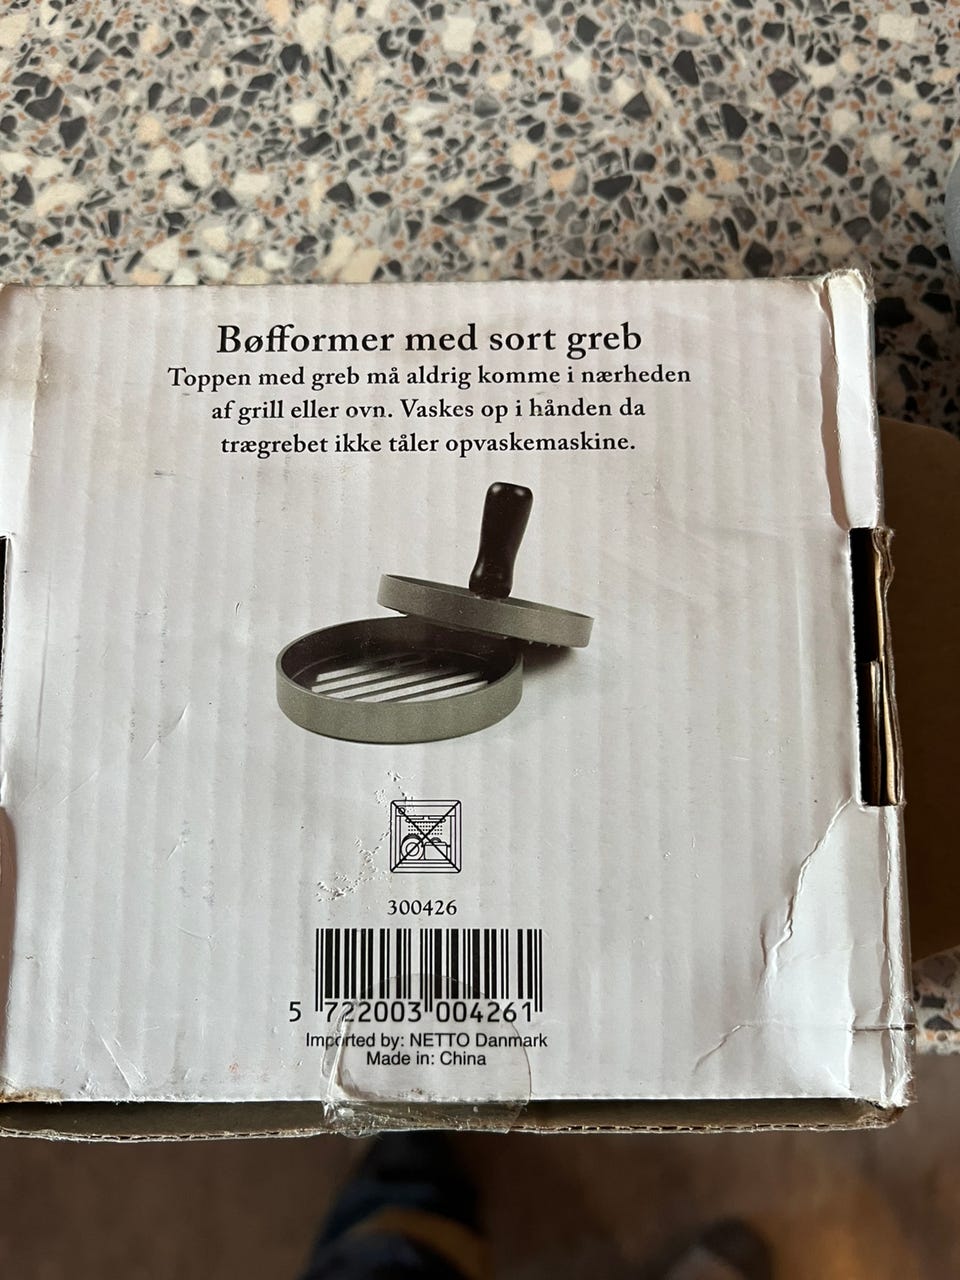 Bøfformer med sort greb
Toppen med greb må aldrig komme i nærheden
af grill eller ovn. Vaskes op i hånden da
trægrebet ikke tåler opvaskemaskine.
300426
5 722003 004261
Imported by: NETTO Danmark
Made in: China